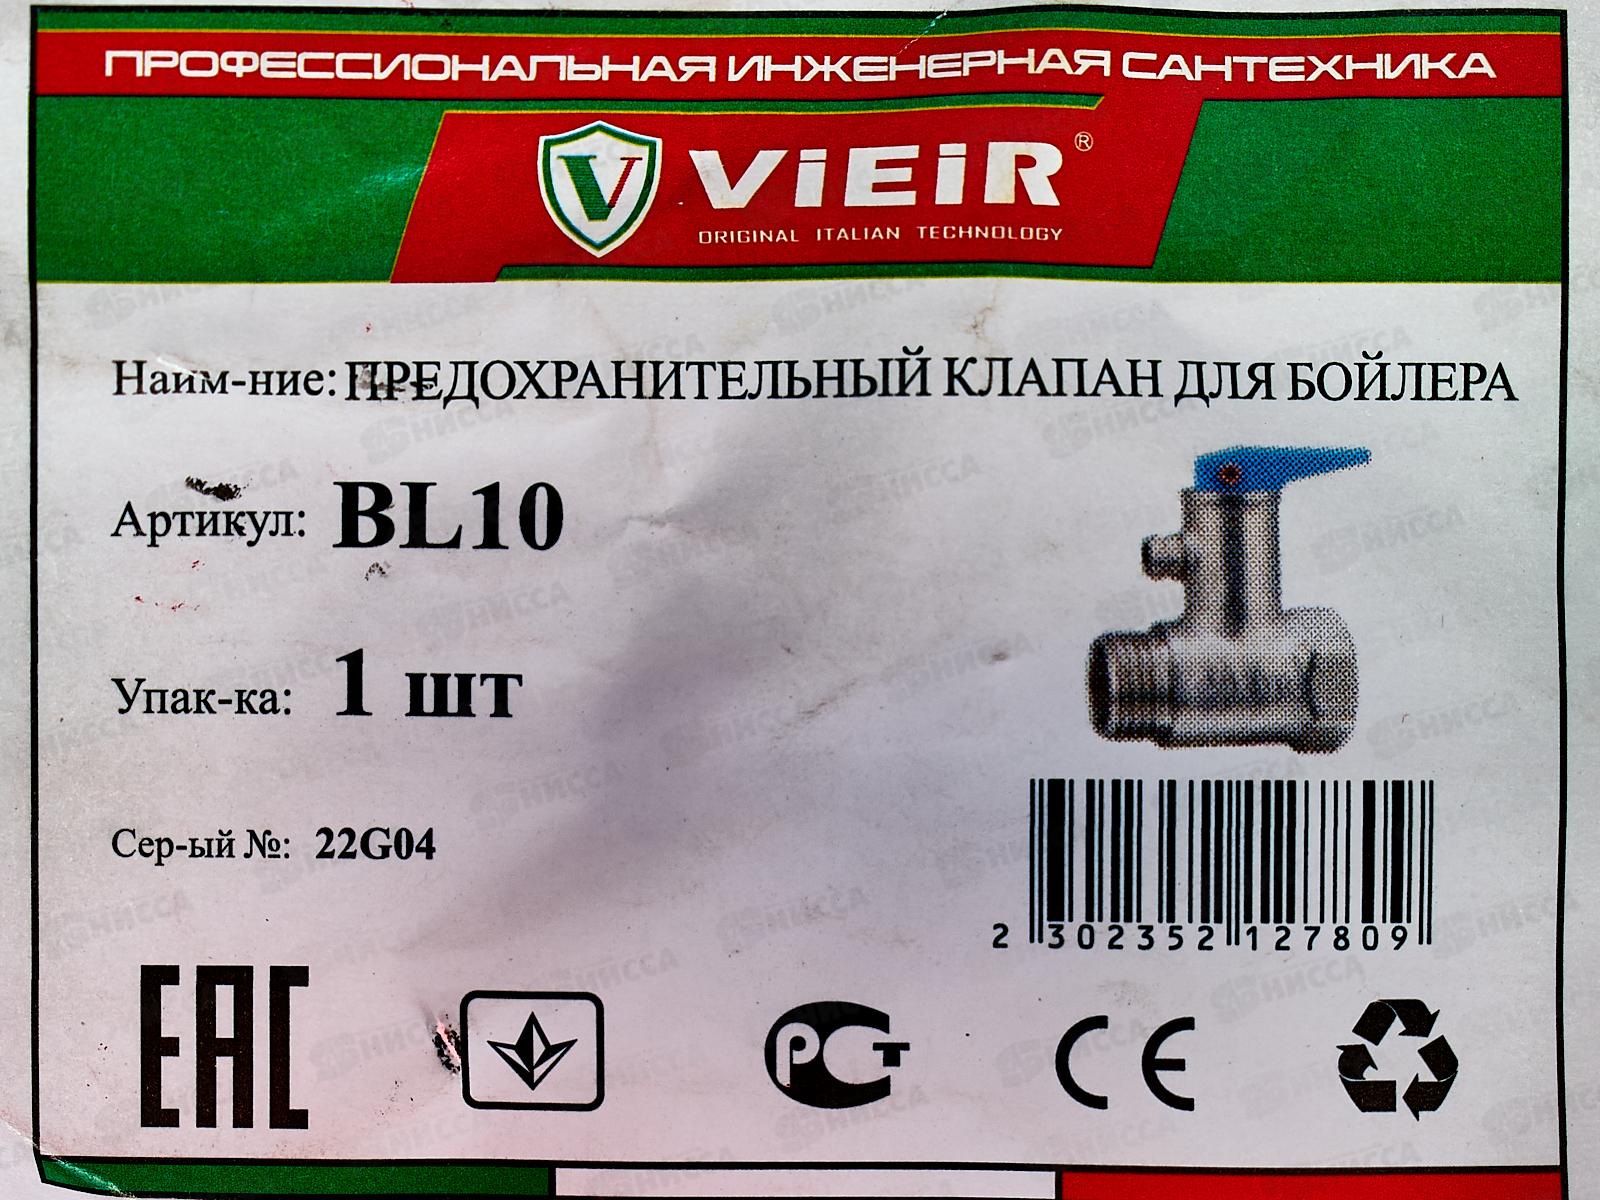 ПРОФЕССИОНАЛЬНАЯ ИНЖЕНЕРНАЯ САНТЕХНИКА
V ViEiR®
ORIGINAL ITALIAN TECHNOLOGY
Наим-ние: ПРЕДОХРАНИТЕЛЬНЫЙ КЛАПАН ДЛЯ БОЙЛЕРА
Артикул: BL10
Упак-ка: 1 шт
Сер-ый №: 22G04
2 302352 127809
EAC РСТ CE